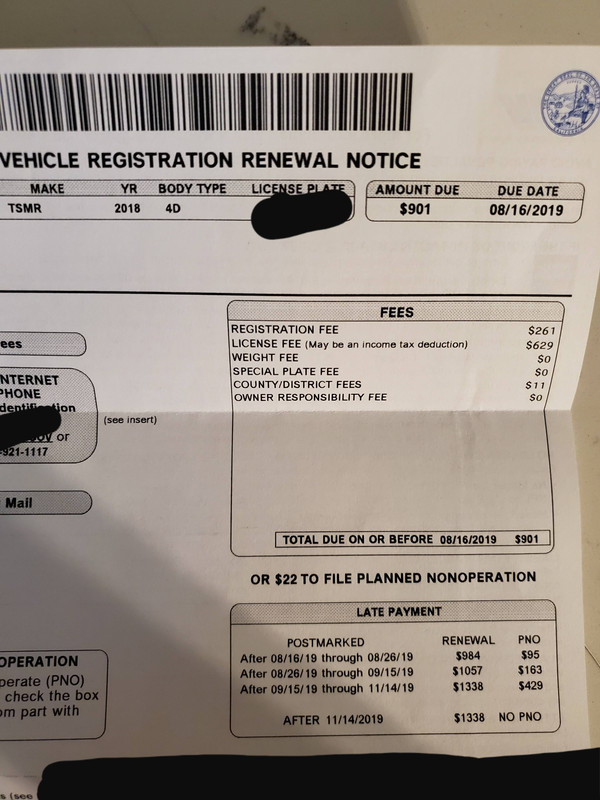 VEHICLE REGISTRATION RENEWAL NOTICE
MAKE YR BODY TYPE LICENSE PLATE
TSMR 2018 4D
AMOUNT DUE DUE DATE
$901 08/16/2019
FEES
REGISTRATION FEE $261
LICENSE FEE (May be an income tax deduction) $629
WEIGHT FEE $0
SPECIAL PLATE FEE $0
COUNTY/DISTRICT FEES $11
OWNER RESPONSIBILITY FEE $0
TOTAL DUE ON OR BEFORE 08/16/2019 $901
ees
NTERNET
PHONE
dentification
(see insert)
or
-921-1117
Mail
OR $22 TO FILE PLANNED NONOPERATION
LATE PAYMENT
POSTMARKED RENEWAL PNO
After 08/16/19 through 08/26/19 $984 $95
After 08/26/19 through 09/15/19 $1057 $163
After 09/15/19 through 11/14/19 $1338 $429
AFTER 11/14/2019 $1338 NO PNO
OPERATION
perate (PNO)
check the box
om part with
s (see